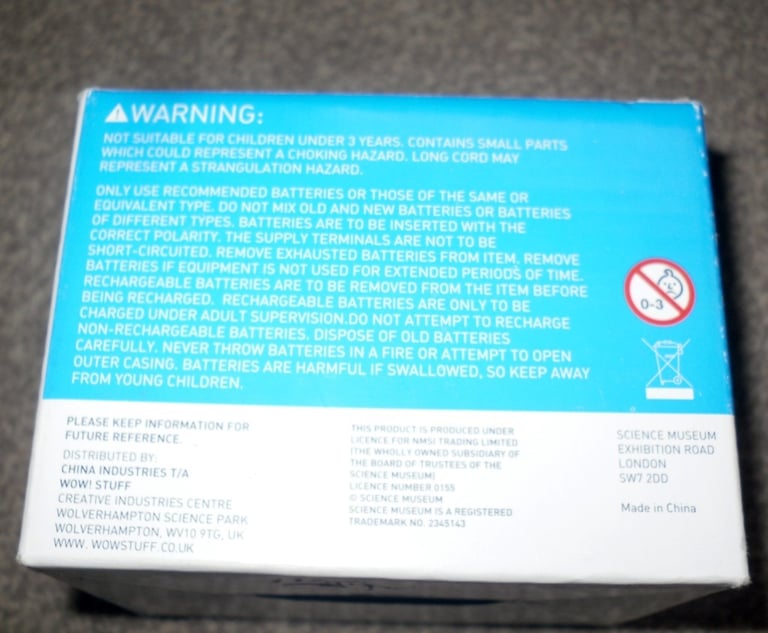 WARNING:
NOT SUITABLE FOR CHILDREN UNDER 3 YEARS. CONTAINS SMALL PARTS
WHICH COULD REPRESENT A CHOKING HAZARD. LONG CORD MAY
REPRESENT A STRANGULATION HAZARD.
ONLY USE RECOMMENDED BATTERIES OR THOSE OF THE SAME OR
EQUIVALENT TYPE. DO NOT MIX OLD AND NEW BATTERIES OR BATTERIES
OF DIFFERENT TYPES. BATTERIES ARE TO BE INSERTED WITH THE
CORRECT POLARITY. THE SUPPLY TERMINALS ARE NOT TO BE
SHORT-CIRCUITED. REMOVE EXHAUSTED BATTERIES FROM ITEM. REMOVE
BATTERIES IF EQUIPMENT IS NOT USED FOR EXTENDED PERIODS OF TIME.
RECHARGEABLE BATTERIES ARE TO BE REMOVED FROM THE ITEM BEFORE
BEING RECHARGED. RECHARGEABLE BATTERIES ARE ONLY TO BE
CHARGED UNDER ADULT SUPERVISION.DO NOT ATTEMPT TO RECHARGE
NON-RECHARGEABLE BATTERIES. DISPOSE OF OLD BATTERIES
CAREFULLY. NEVER THROW BATTERIES IN A FIRE OR ATTEMPT TO OPEN
OUTER CASING. BATTERIES ARE HARMFUL IF SWALLOWED, SO KEEP AWAY
FROM YOUNG CHILDREN.
0-3
PLEASE KEEP INFORMATION FOR
FUTURE REFERENCE.
DISTRIBUTED BY:
CHINA INDUSTRIES T/A
WOW! STUFF
CREATIVE INDUSTRIES CENTRE
WOLVERHAMPTON SCIENCE PARK
WOLVERHAMPTON, WV10 9TG, UK
WWW. WOWSTUFF.CO.UK
THIS PRODUCT IS PRODUCED UNDER
LICENCE FOR NMSI TRADING LIMITED
(THE WHOLLY OWNED SUBSIDIARY OF
THE BOARD OF TRUSTEES OF THE
SCIENCE MUSEUM)
LICENCE NUMBER 0155
© SCIENCE MUSEUM
SCIENCE MUSEUM IS A REGISTERED
TRADEMARK NO. 2345143
SCIENCE MUSEUM
EXHIBITION ROAD
LONDON
SW7 2DD
Made in China